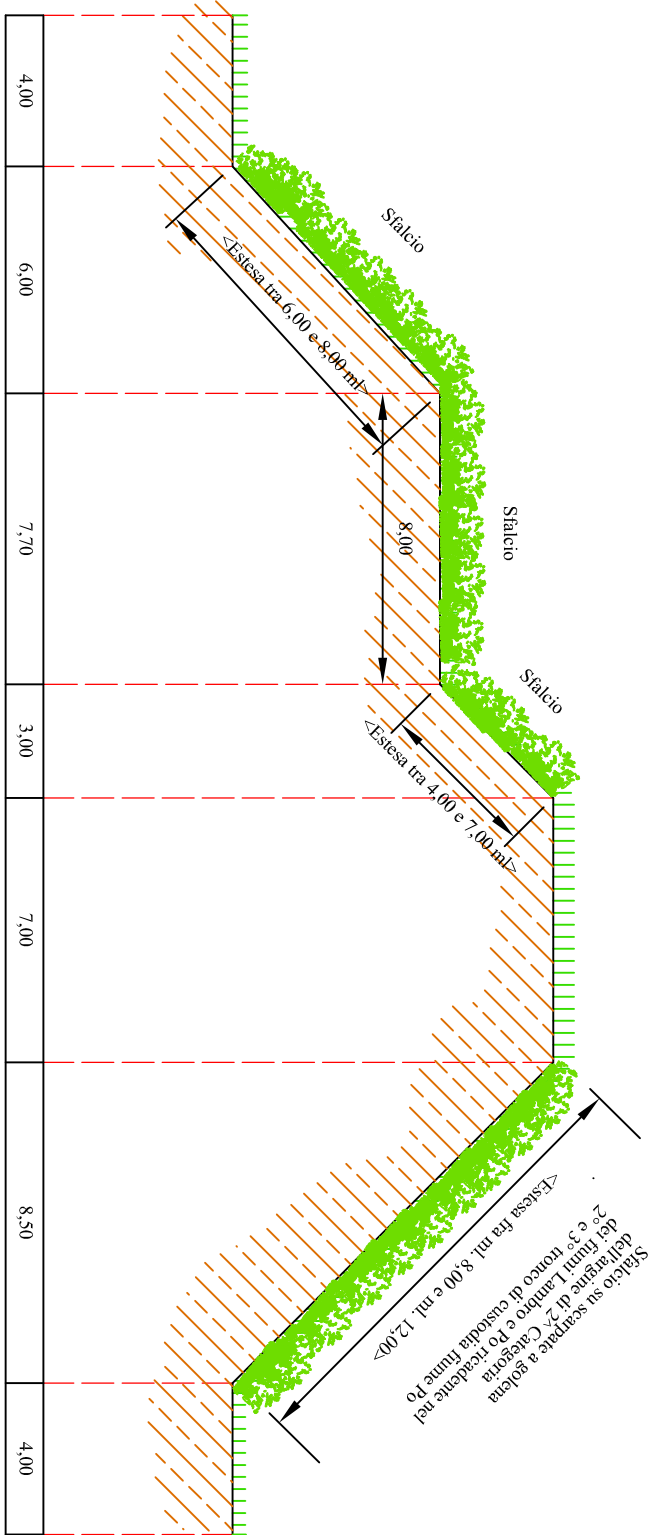 4,00
6,00
7,70
3,00
7,00
8,50
4,00
Sfalcio
<Estesa tra 6,00 e 8,00 ml>
Sfalcio
8,00
Sfalcio
<Estesa tra 4,00 e 7,00 ml>
<Estesa fra ml. 8,00 e ml. 12,00>
Sfalcio su scarpate a golena
dell'argine di 2^ Categoria
dei fiumi Lambro e Po ricadente nel
2° e 3° tronco di custodia fiume Po
.